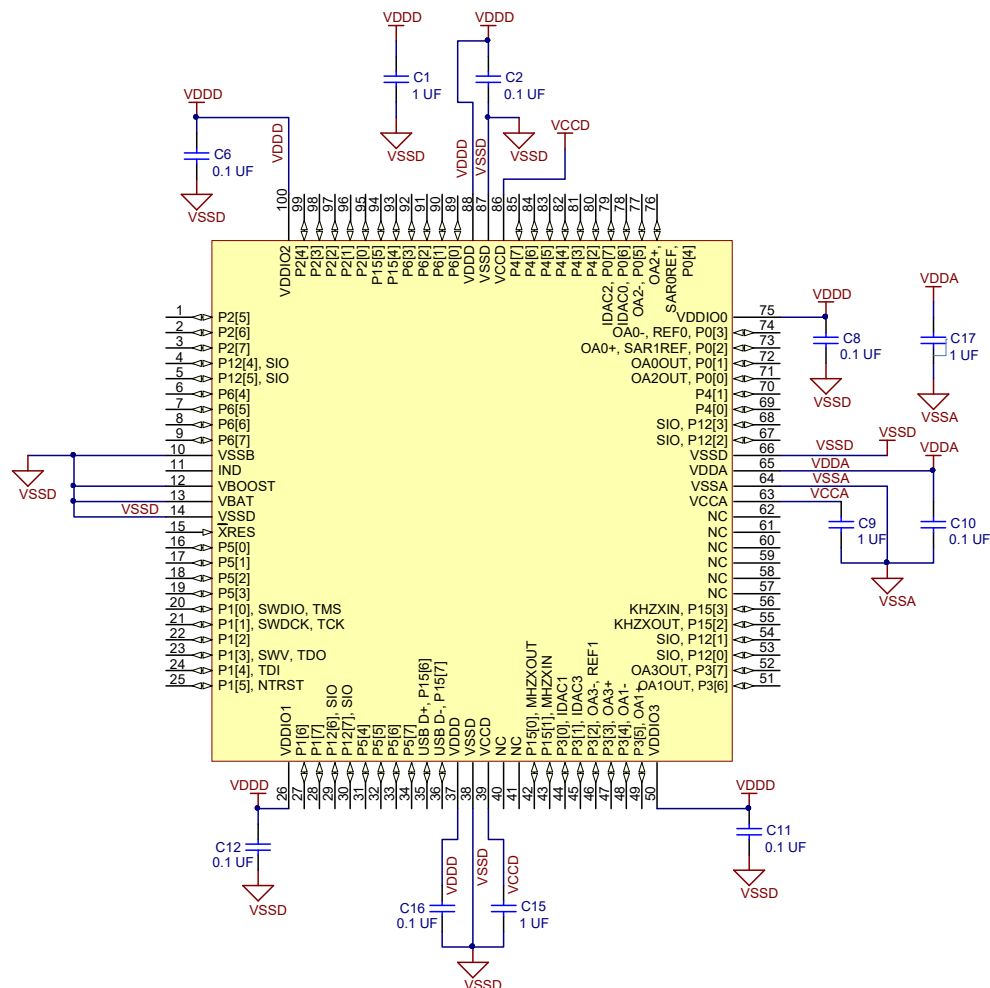 VDDD
VDDD
C1
1 UF
C2
0.1 UF
VDDD
VCCD
VSSD
VSSD
VDDD
VSSD
VDDD
C6
0.1 UF
VSSD
100
99
98
97
96
95
94
93
92
91
90
89
88
87
86
85
84
83
82
81
80
79
78
77
76
VDDIO2
P2[4]
P2[3]
P2[2]
P2[1]
P2[0]
P15[5]
P15[4]
P6[3]
P6[2]
P6[1]
P6[0]
VDDD
VSSD
VCCD
P4[7]
P4[6]
P4[5]
P4[4]
P4[3]
P4[2]
IDAC2, P0[7]
IDAC0, P0[6]
OA2-, P0[5]
OA2+,
SAR0REF,
P0[4]
1 P2[5]
2 P2[6]
3 P2[7]
4 P12[4], SIO
5 P12[5], SIO
6 P6[4]
7 P6[5]
8 P6[6]
9 P6[7]
10 VSSB
11 IND
12 VBOOST
13 VBAT
VSSD 14 VSSD
15 XRES
16 P5[0]
17 P5[1]
18 P5[2]
19 P5[3]
20 P1[0], SWDIO, TMS
21 P1[1], SWDCK, TCK
22 P1[2]
23 P1[3], SWV, TDO
24 P1[4], TDI
25 P1[5], NTRST
VSSD
VDDIO0 75
OA0-, REF0, P0[3] 74
OA0+, SAR1REF, P0[2] 73
OA0OUT, P0[1] 72
OA2OUT, P0[0] 71
P4[1] 70
P4[0] 69
SIO, P12[3] 68
SIO, P12[2] 67
VSSD 66 VSSD
VDDA 65 VDDA
VSSA 64 VSSA
VCCA 63 VCCA
NC 62
NC 61
NC 60
NC 59
NC 58
NC 57
KHZXIN, P15[3] 56
KHZXOUT, P15[2] 55
SIO, P12[1] 54
SIO, P12[0] 53
OA3OUT, P3[7] 52
OA1OUT, P3[6] 51
VDDD
C8
0.1 UF
VSSD
VDDA
C17
1 UF
VSSA
VSSD
VDDA
C9
1 UF
C10
0.1 UF
VSSA
VDDIO1
P1[6]
P1[7]
P12[6], SIO
P12[7], SIO
P5[4]
P5[5]
P5[6]
P5[7]
USB D+, P15[6]
USB D-, P15[7]
VDDD
VSSD
VCCD
NC
NC
P15[0], MHZXOUT
P15[1], MHZXIN
P3[0], IDAC1
P3[1], IDAC3
P3[2], OA3-, REF1
P3[3], OA3+
P3[4], OA1-
P3[5], OA1+
VDDIO3
26
27
28
29
30
31
32
33
34
35
36
37
38
39
40
41
42
43
44
45
46
47
48
49
50
VDDD
C12
0.1 UF
VSSD
VDDD
VSSD
VCCD
C16
0.1 UF
C15
1 UF
VSSD
VDDD
C11
0.1 UF
VSSD